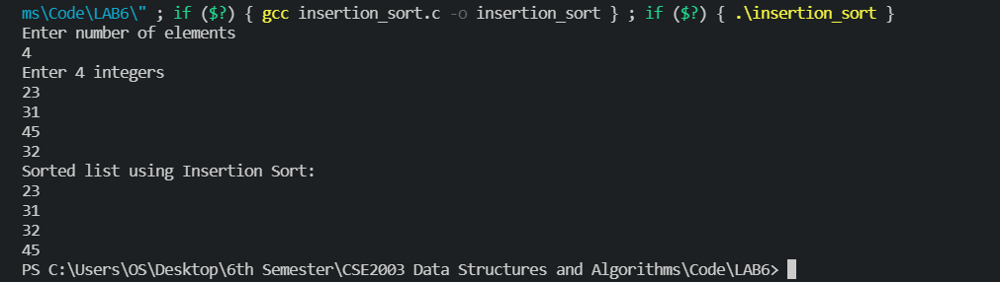 ms\Code\LAB6\" ; if ($?) { gcc insertion_sort.c -o insertion_sort } ; if ($?) { .\insertion_sort }
Enter number of elements
4
Enter 4 integers
23
31
45
32
Sorted list using Insertion Sort:
23
31
32
45
PS C:\Users\OS\Desktop\6th Semester\CSE2003 Data Structures and Algorithms\Code\LAB6>